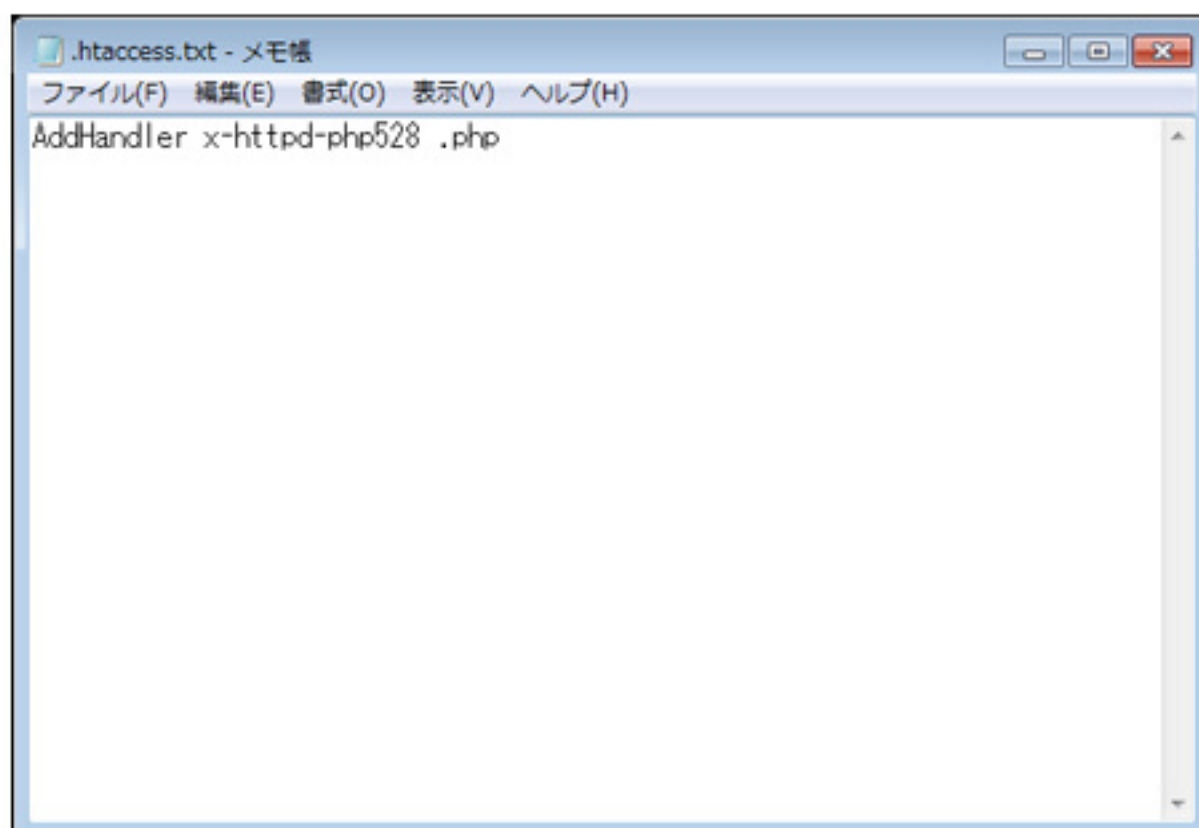 .htaccess.txt - メモ帳
ファイル(F) 編集(E) 書式(O) 表示(V) ヘルプ(H)
AddHandler x-httpd-php528 .php